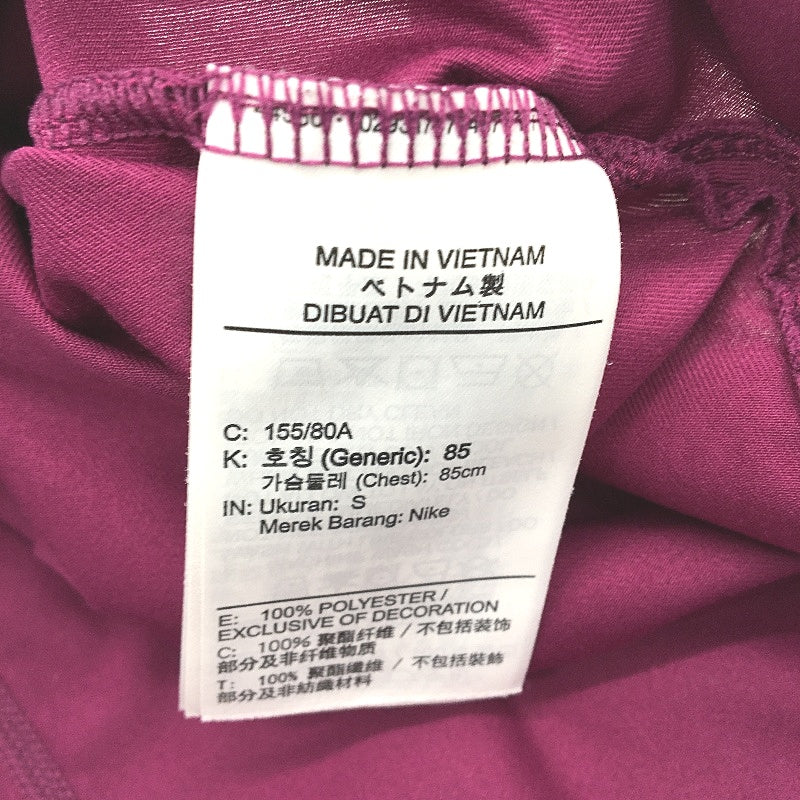 MADE IN VIETNAM
ベトナム製
DIBUAT DI VIETNAM
C: 155/80A
K: 호칭 (Generic): 85
가슴둘레 (Chest): 85cm
IN: Ukuran: S
Merek Barang: Nike
E: 100% POLYESTER /
EXCLUSIVE OF DECORATION
C: 100% 聚酯纤维 / 不包括装饰
部分及非纤维物质
T: 100% 聚酯纖維 / 不包括裝飾
部分及非紡織材料